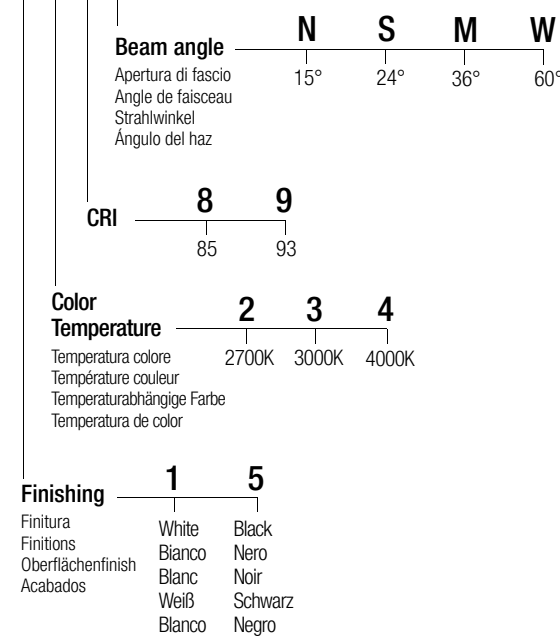 N S M W
Beam angle
15° 24° 36° 60°
Apertura di fascio
Angle de faisceau
Strahlwinkel
Ángulo del haz
8 9
CRI
85 93
Color
Temperature
2 3 4
2700K 3000K 4000K
Temperatura colore
Température couleur
Temperaturabhängige Farbe
Temperatura de color
1 5
Finishing
Finitura
Finitions
Oberflächenfinish
Acabados
White Black
Bianco Nero
Blanc Noir
Weiß Schwarz
Blanco Negro